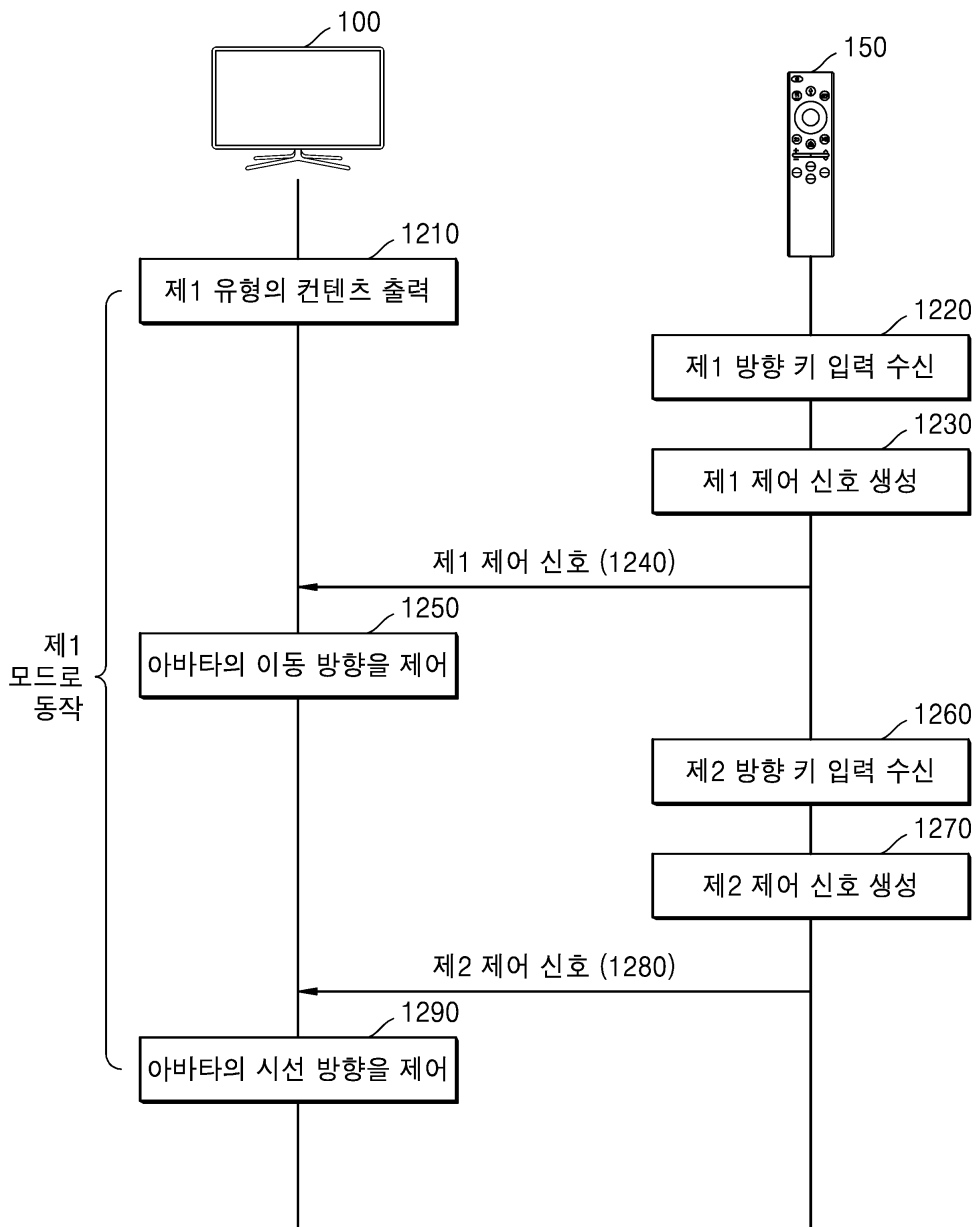 100
150
1210
제1 유형의 컨텐츠 출력
1220
제1 방향 키 입력 수신
1230
제1 제어 신호 생성
제1 제어 신호 (1240)
1250
아바타의 이동 방향을 제어
제1
모드로
동작
1260
제2 방향 키 입력 수신
1270
제2 제어 신호 생성
제2 제어 신호 (1280)
1290
아바타의 시선 방향을 제어